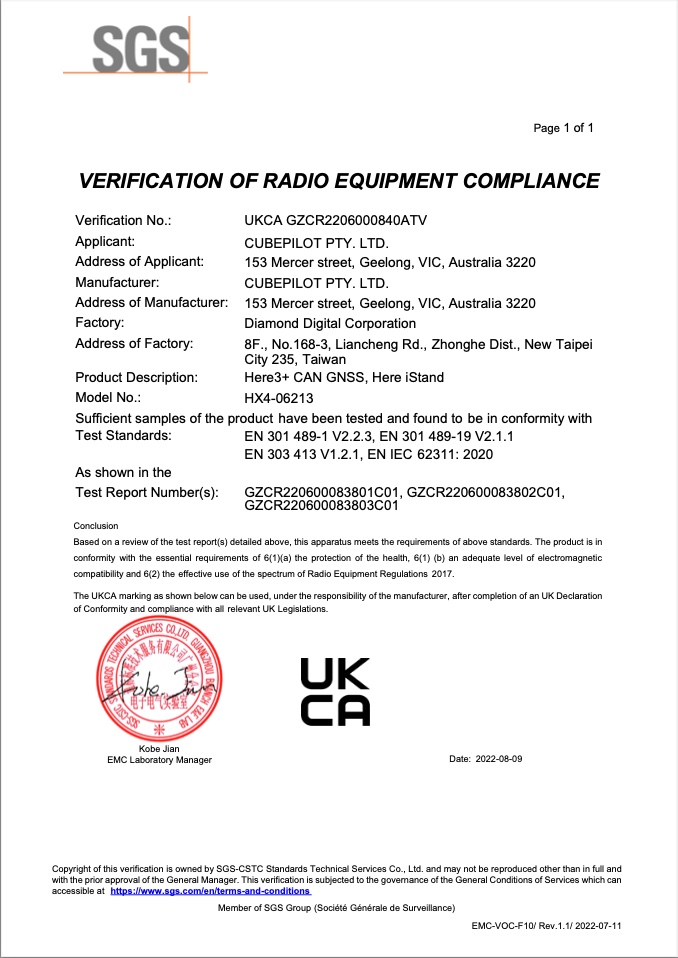 SGS
Page 1 of 1
VERIFICATION OF RADIO EQUIPMENT COMPLIANCE
Verification No.: UKCA GZCR2206000840ATV
Applicant: CUBEPILOT PTY. LTD.
Address of Applicant: 153 Mercer street, Geelong, VIC, Australia 3220
Manufacturer: CUBEPILOT PTY. LTD.
Address of Manufacturer: 153 Mercer street, Geelong, VIC, Australia 3220
Factory: Diamond Digital Corporation
Address of Factory: 8F., No.168-3, Liancheng Rd., Zhonghe Dist., New Taipei
City 235, Taiwan
Product Description: Here3+ CAN GNSS, Here iStand
Model No.: HX4-06213
Sufficient samples of the product have been tested and found to be in conformity with
Test Standards: EN 301 489-1 V2.2.3, EN 301 489-19 V2.1.1
EN 303 413 V1.2.1, EN IEC 62311: 2020
As shown in the
Test Report Number(s): GZCR220600083801C01, GZCR220600083802C01,
GZCR220600083803C01
Conclusion
Based on a review of the test report(s) detailed above, this apparatus meets the requirements of above standards. The product is in
conformity with the essential requirements of 6(1)(a) the protection of the health, 6(1) (b) an adequate level of electromagnetic
compatibility and 6(2) the effective use of the spectrum of Radio Equipment Regulations 2017.
The UKCA marking as shown below can be used, under the responsibility of the manufacturer, after completion of an UK Declaration
of Conformity and compliance with all relevant UK Legislations.
SGS-CSTC STANDARDS TECHNICAL SERVICES CO., LTD. GUANGZHOU BRANCH E&E LAB
电子电气实验室
Kobe Jian
UK
CA
Kobe Jian
EMC Laboratory Manager
Date: 2022-08-09
Copyright of this verification is owned by SGS-CSTC Standards Technical Services Co., Ltd. and may not be reproduced other than in full and
with the prior approval of the General Manager. This verification is subjected to the governance of the General Conditions of Services which can
accessible at https://www.sgs.com/en/terms-and-conditions
Member of SGS Group (Société Générale de Surveillance)
EMC-VOC-F10/ Rev.1.1/ 2022-07-11